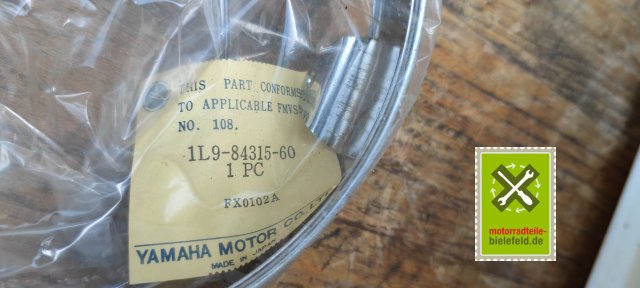 THIS PART CONFORMS
TO APPLICABLE FMVS
NO. 108.
1L9-84315-60
1 PC
FX0102A
YAMAHA MOTOR CO. LTD
MADE IN JAPAN
motorradteile-
bielefeld.de